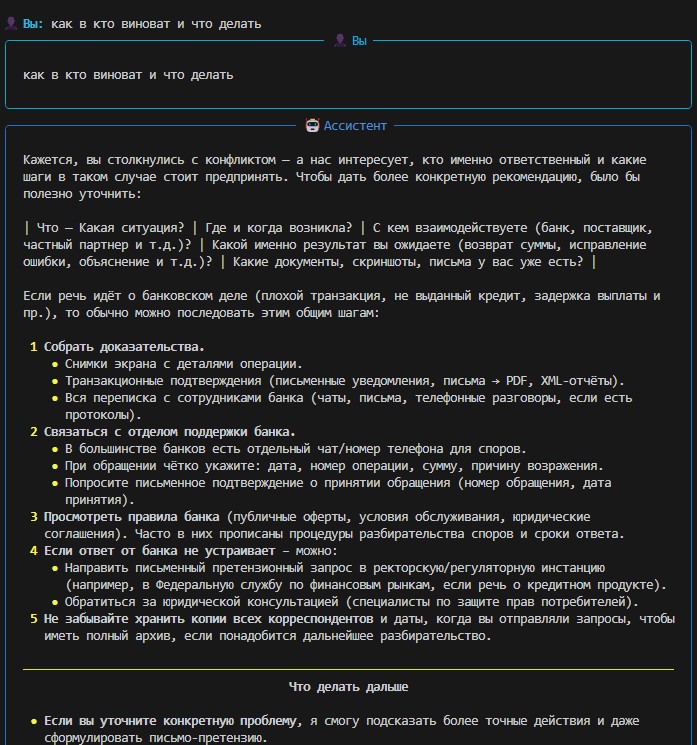 Вы: как в кто виноват и что делать
Вы
как в кто виноват и что делать
Ассистент
Кажется, вы столкнулись с конфликтом — а нас интересует, кто именно ответственный и какие
шаги в таком случае стоит предпринять. Чтобы дать более конкретную рекомендацию, было бы
полезно уточнить:
| Что — Какая ситуация? | Где и когда возникла? | С кем взаимодействуете (банк, поставщик,
частный партнер и т.д.)? | Какой именно результат вы ожидаете (возврат суммы, исправление
ошибки, объяснение и т.д.)? | Какие документы, скриншоты, письма у вас уже есть? |
Если речь идёт о банковском деле (плохой транзакция, не выданный кредит, задержка выплаты и
пр.), то обычно можно последовать этим общим шагам:
1 Собрать доказательства.
• Снимки экрана с деталями операции.
• Транзакционные подтверждения (письменные уведомления, письма → PDF, XML-отчёты).
• Вся переписка с сотрудниками банка (чаты, письма, телефонные разговоры, если есть
протоколы).
2 Связаться с отделом поддержки банка.
• В большинстве банков есть отдельный чат/номер телефона для споров.
• При обращении чётко укажите: дата, номер операции, сумму, причину возражения.
• Попросите письменное подтверждение о принятии обращения (номер обращения, дата
принятия).
3 Просмотреть правила банка (публичные оферты, условия обслуживания, юридические
соглашения). Часто в них прописаны процедуры разбирательства споров и сроки ответа.
4 Если ответ от банка не устраивает – можно:
• Направить письменный претензионный запрос в ректорскую/регуляторную инстанцию
(например, в Федеральную службу по финансовым рынкам, если речь о кредитном продукте).
• Обратиться за юридической консультацией (специалисты по защите прав потребителей).
5 Не забывайте хранить копии всех корреспондентов и даты, когда вы отправляли запросы, чтобы
иметь полный архив, если понадобится дальнейшее разбирательство.
Что делать дальше
• Если вы уточните конкретную проблему, я смогу подсказать более точные действия и даже
сформулировать письмо-претензию.